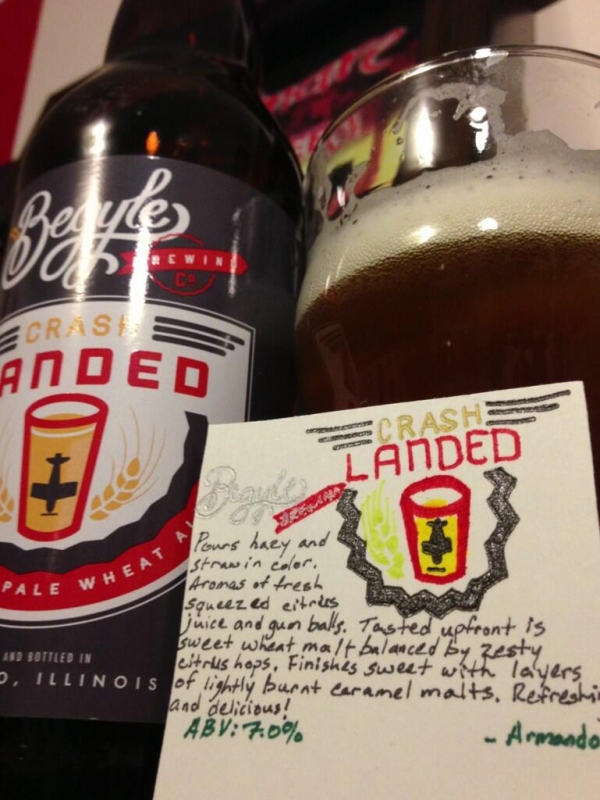 Begyle
BREWING
CO
CRASH
LANDED
PALE WHEAT
AND BOTTLED IN
ILLINOIS
CRASH
LANDED
Begyle
BREWING
Pours hazy and
straw in color.
Aromas of fresh
squeezed citrus
juice and gum balls. Tasted upfront is
sweet wheat malt balanced by zesty
citrus hops. Finishes sweet with layers
of lightly burnt caramel malts. Refreshin
and delicious!
ABV: 7.0%
- Armando